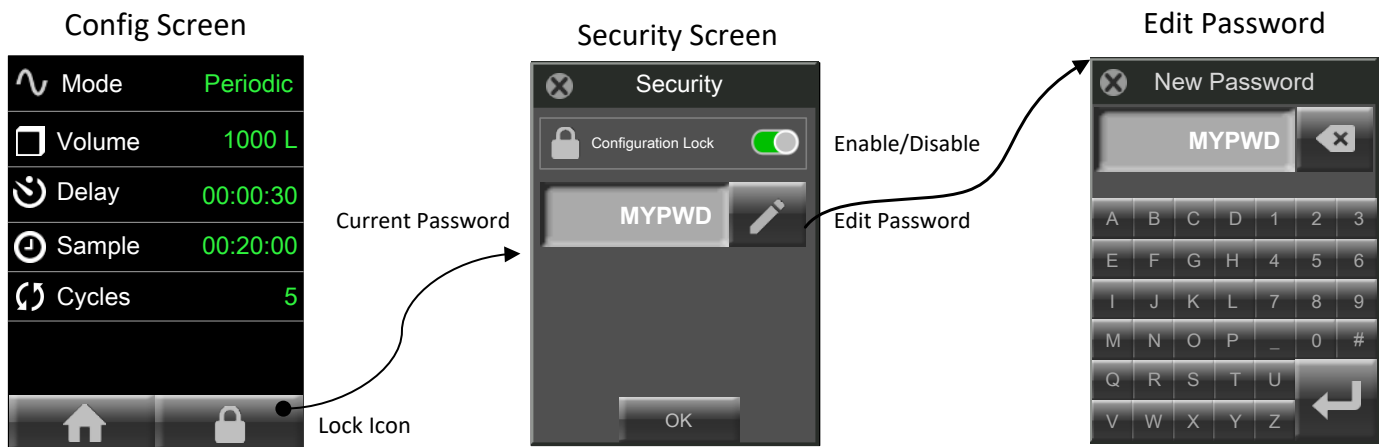 Config Screen
Mode Periodic
Volume 1000 L
Delay 00:00:30
Sample 00:20:00
Cycles 5
Lock Icon
Current Password
Security Screen
Security
Configuration Lock
Enable/Disable
MYPWD
Edit Password
OK
Edit Password
New Password
MYPWD
A B C D 1 2 3
E F G H 4 5 6
I J K L 7 8 9
M N O P _ 0 #
Q R S T U
V W X Y Z